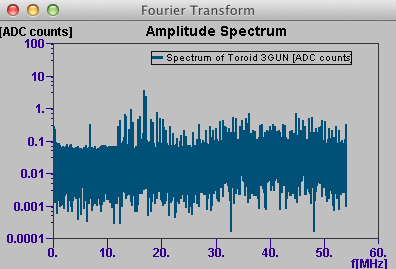 Fourier Transform
[ADC counts]
Amplitude Spectrum
Spectrum of Toroid 3GUN [ADC counts
100
10
1.
0.1
0.01
0.001
0.0001
0. 10. 20. 30. 40. 50. 60.
f[MHz]